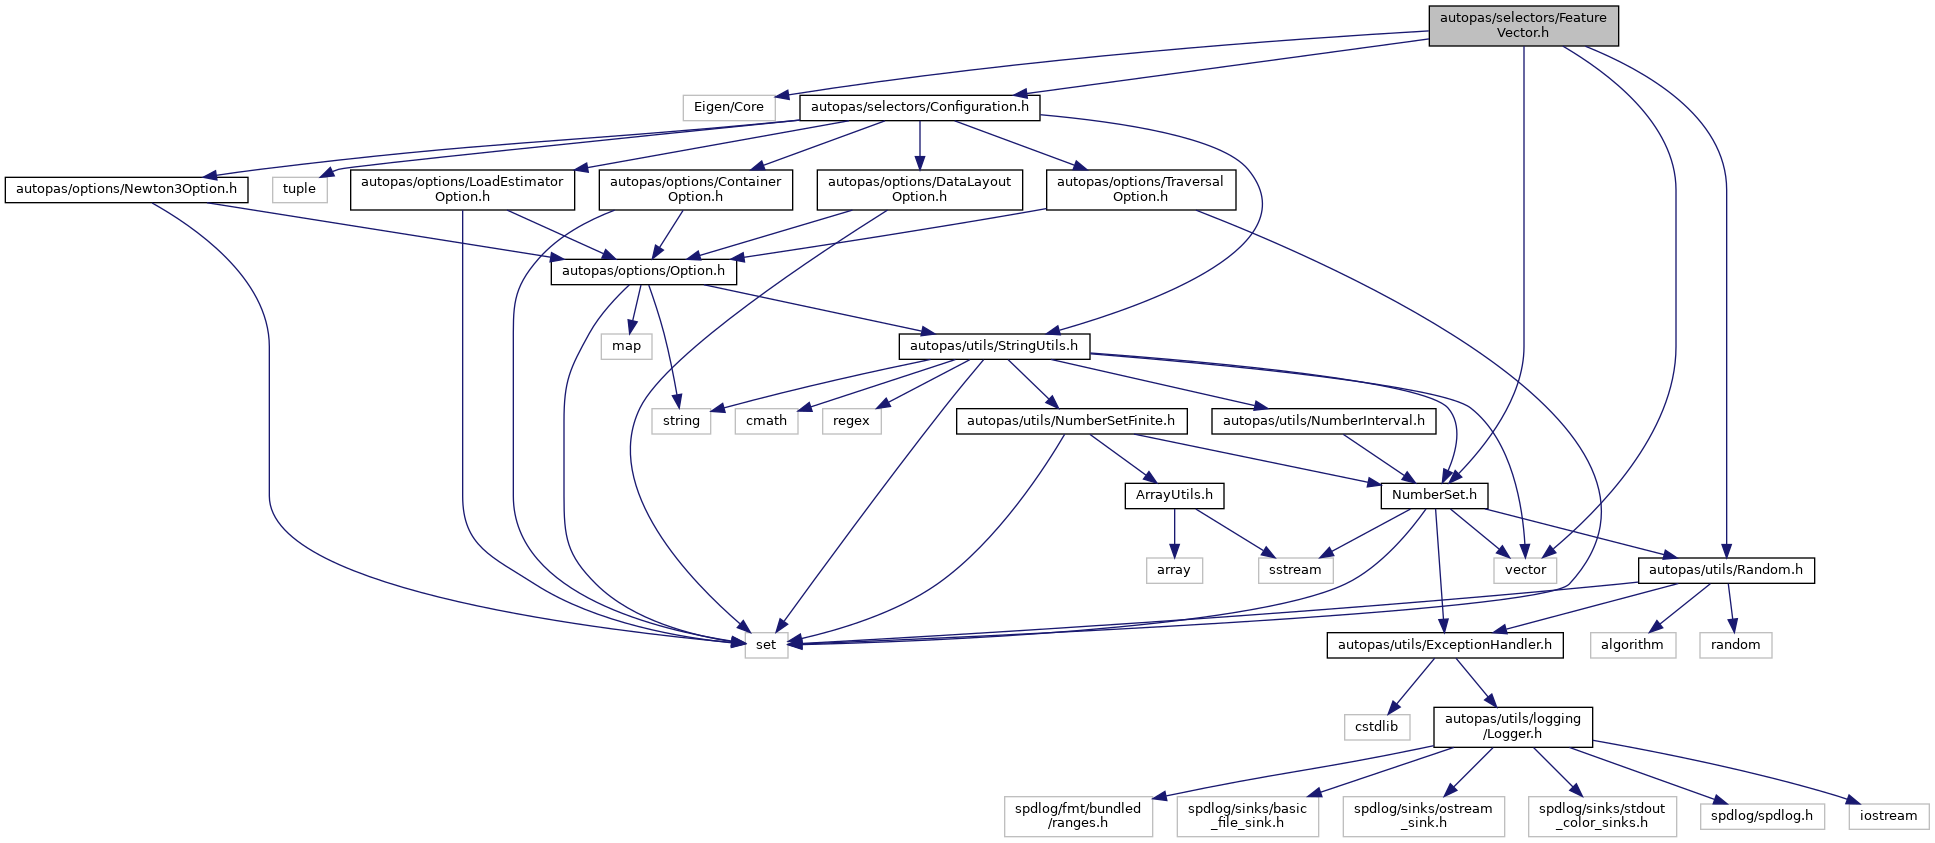 autopas/selectors/Feature
Vector.h
Eigen/Core
autopas/selectors/Configuration.h
autopas/options/Newton3Option.h
tuple
autopas/options/LoadEstimator
Option.h
autopas/options/Container
Option.h
autopas/options/DataLayout
Option.h
autopas/options/Traversal
Option.h
autopas/options/Option.h
map
autopas/utils/StringUtils.h
string
cmath
regex
autopas/utils/NumberSetFinite.h
autopas/utils/NumberInterval.h
ArrayUtils.h
NumberSet.h
array
sstream
vector
autopas/utils/Random.h
set
autopas/utils/ExceptionHandler.h
algorithm
random
cstdlib
autopas/utils/logging
/Logger.h
spdlog/fmt/bundled
/ranges.h
spdlog/sinks/basic
_file_sink.h
spdlog/sinks/ostream
_sink.h
spdlog/sinks/stdout
_color_sinks.h
spdlog/spdlog.h
iostream